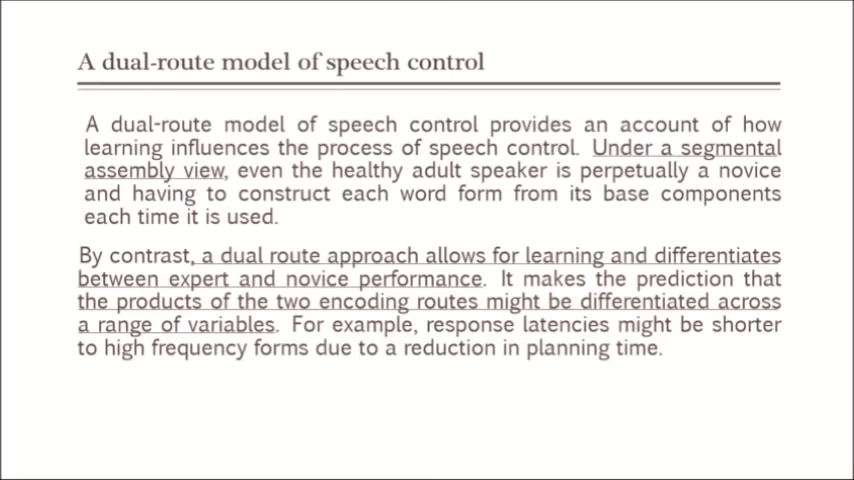 A dual-route model of speech control
A dual-route model of speech control provides an account of how
learning influences the process of speech control. Under a segmental
assembly view, even the healthy adult speaker is perpetually a novice
and having to construct each word form from its base components
each time it is used.
By contrast, a dual route approach allows for learning and differentiates
between expert and novice performance. It makes the prediction that
the products of the two encoding routes might be differentiated across
a range of variables. For example, response latencies might be shorter
to high frequency forms due to a reduction in planning time.